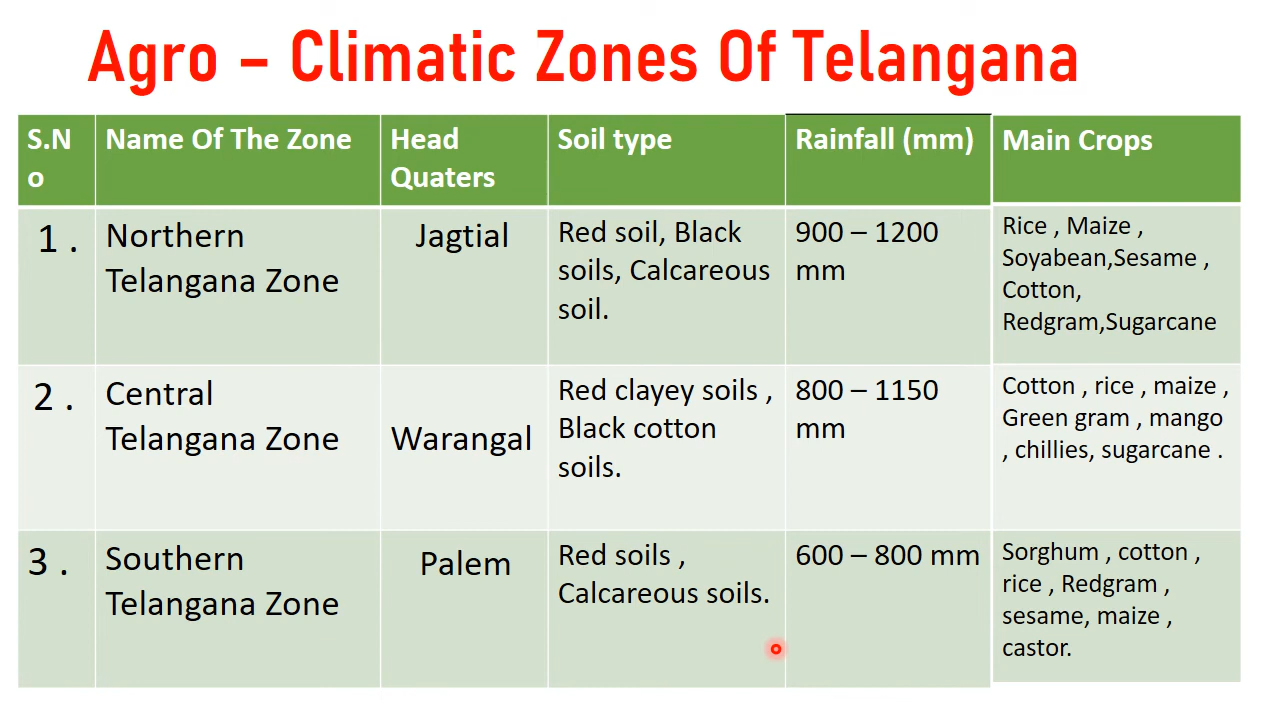 Agro – Climatic Zones Of Telangana
S.N
o
Name Of The Zone
Head
Quaters
Soil type
Rainfall (mm)
Main Crops
1 .
Northern
Telangana Zone
Jagtial
Red soil, Black
soils, Calcareous
soil.
900 – 1200
mm
Rice , Maize ,
Soyabean,Sesame ,
Cotton,
Redgram,Sugarcane
2 .
Central
Telangana Zone
Warangal
Red clayey soils ,
Black cotton
soils.
800 – 1150
mm
Cotton , rice , maize ,
Green gram , mango
, chillies, sugarcane .
3 .
Southern
Telangana Zone
Palem
Red soils ,
Calcareous soils.
600 – 800 mm
Sorghum , cotton ,
rice , Redgram ,
sesame, maize ,
castor.